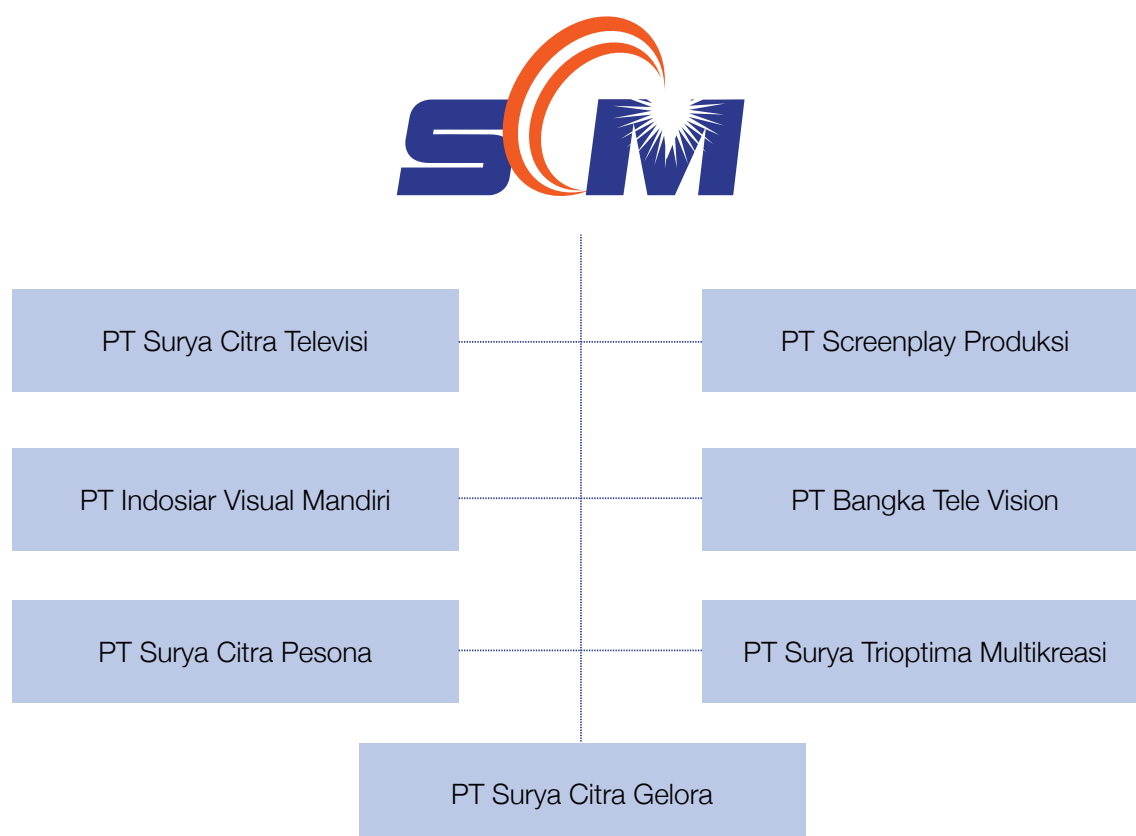 SCM
PT Surya Citra Televisi
PT Screenplay Produksi
PT Indosiar Visual Mandiri
PT Bangka Tele Vision
PT Surya Citra Pesona
PT Surya Trioptima Multikreasi
PT Surya Citra Gelora